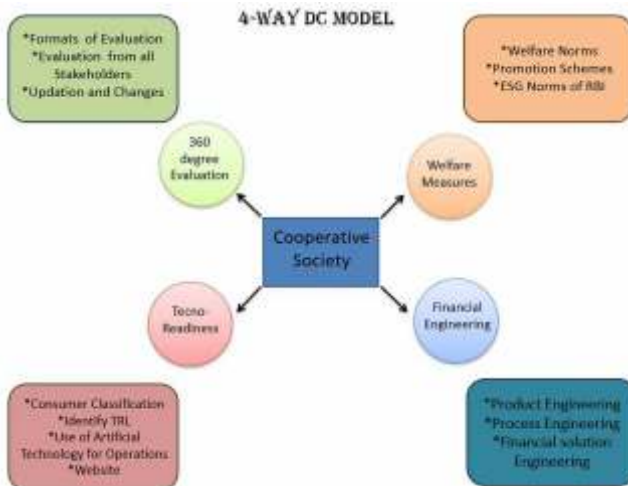 4-WAY DC MODEL
*Formats of Evaluation
*Evaluation from all
Stakeholders
*Updation and Changes
*Welfare Norms
*Promotion Schemes
*ESG Norms of RBI
360
degree
Evaluation
Welfare
Measures
Cooperative
Society
Tecno-
Readiness
Financial
Engineering
*Consumer Classification
*Identify TRL
*Use of Artificial
Technology for Operations
*Website
*Product Engineering
*Process Engineering
*Financial solution
Engineering